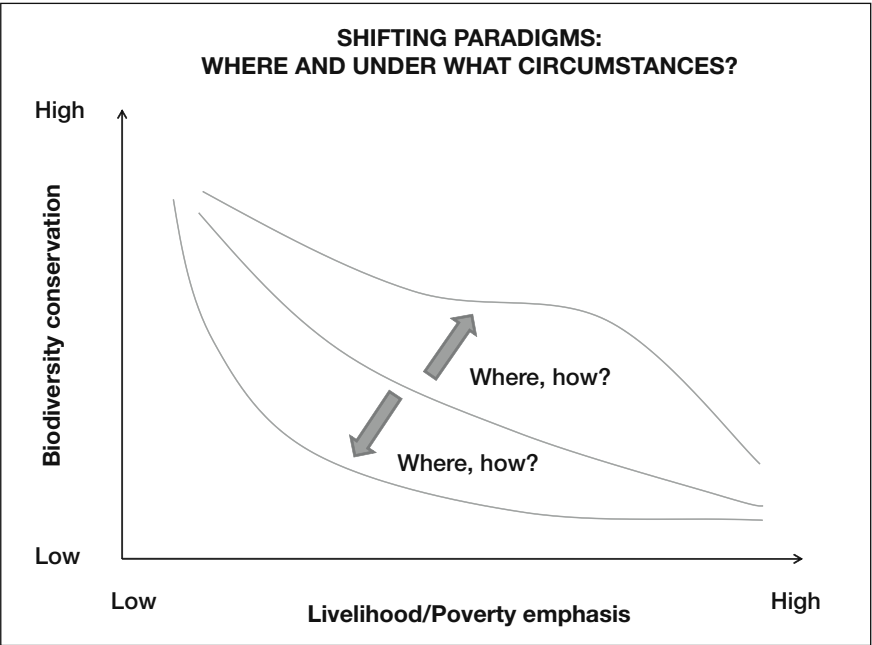 SHIFTING PARADIGMS:
WHERE AND UNDER WHAT CIRCUMSTANCES?
High
Biodiversity conservation
Where, how?
Where, how?
Low
Low
Livelihood/Poverty emphasis
High